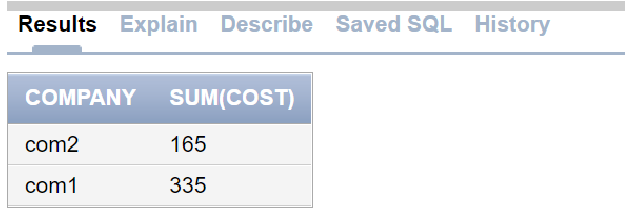 Results Explain Describe Saved SQL History
COMPANY SUM(COST)
com2 165
com1 335